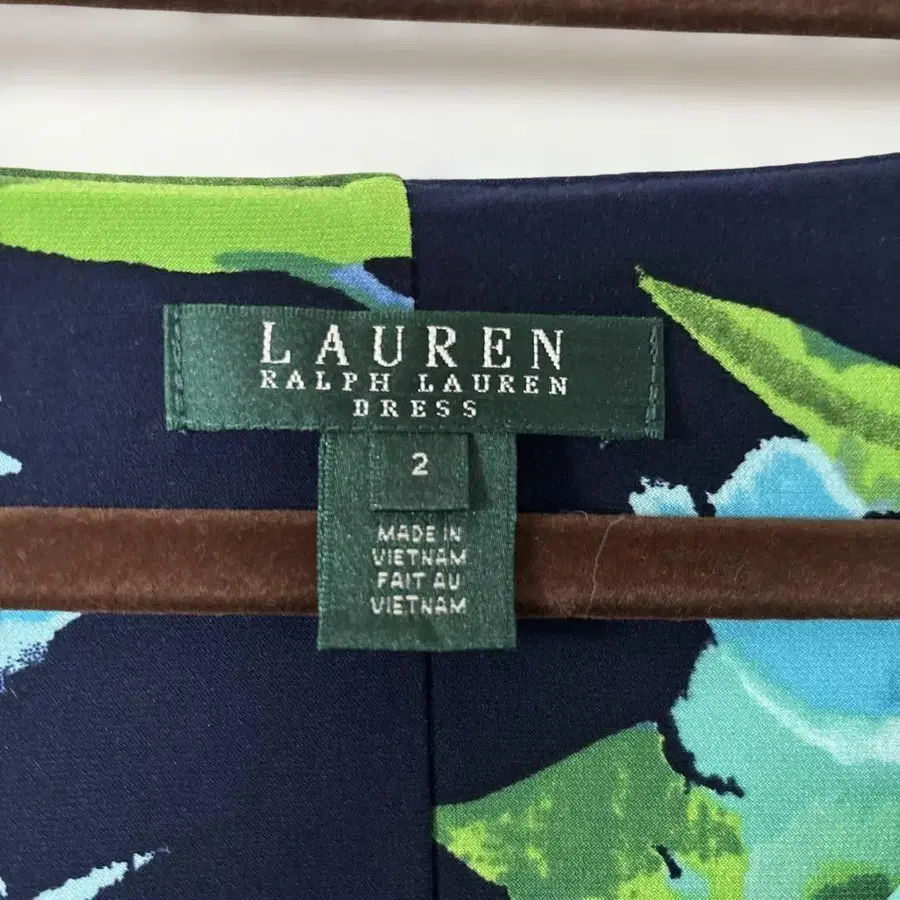 LAUREN
RALPH LAUREN
DRESS
2
MADE IN
VIETNAM
FAIT AU
VIETNAM